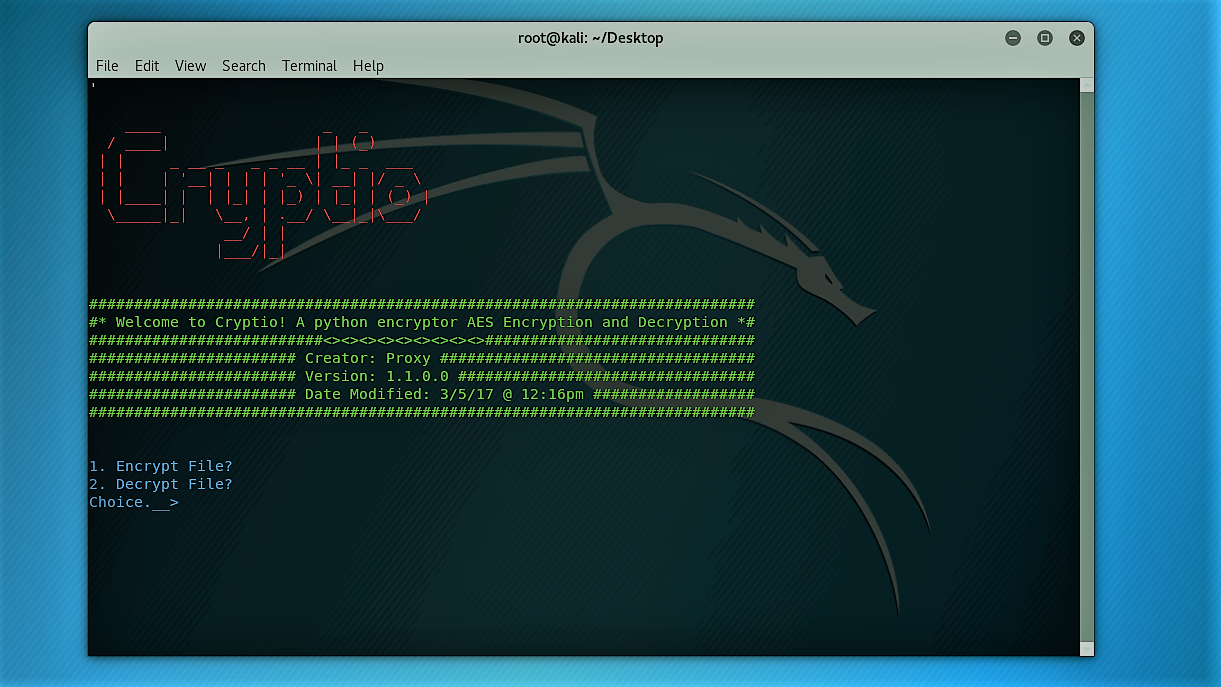 root@kali: ~/Desktop
File Edit View Search Terminal Help
'
Cryptio
##########################################################################
#* Welcome to Cryptio! A python encryptor AES Encryption and Decryption *#
##########################<><><><><><><><><>##############################
####################### Creator: Proxy ###################################
####################### Version: 1.1.0.0 #################################
####################### Date Modified: 3/5/17 @ 12:16pm ##################
##########################################################################
1. Encrypt File?
2. Decrypt File?
Choice.__>